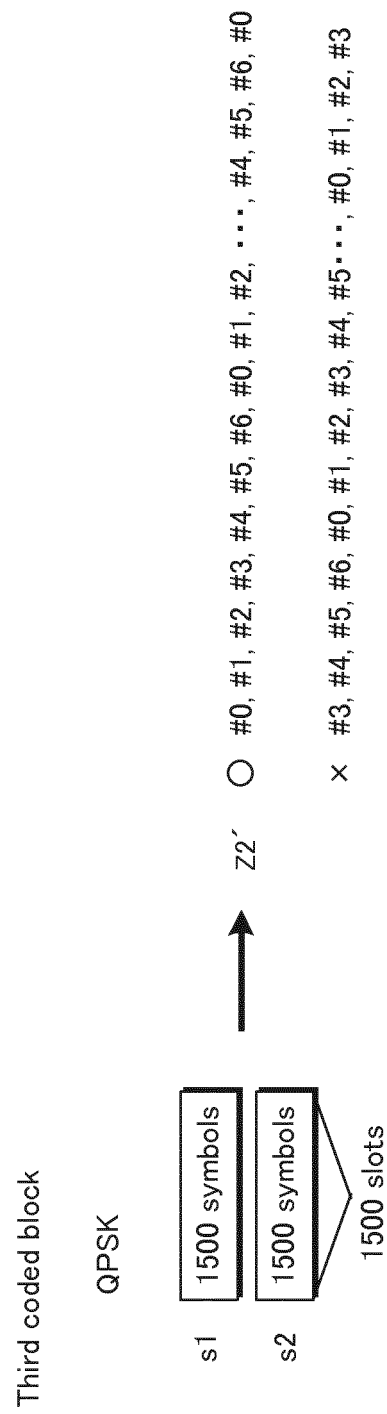 Third coded block
QPSK
s1 1500 symbols
s2 1500 symbols
1500 slots
Z2´ ○ #0, #1, #2, #3, #4, #5, #6, #0, #1, #2, ･･･, #4, #5, #6, #0
× #3, #4, #5, #6, #0, #1, #2, #3, #4, #5･･･, #0, #1, #2, #3